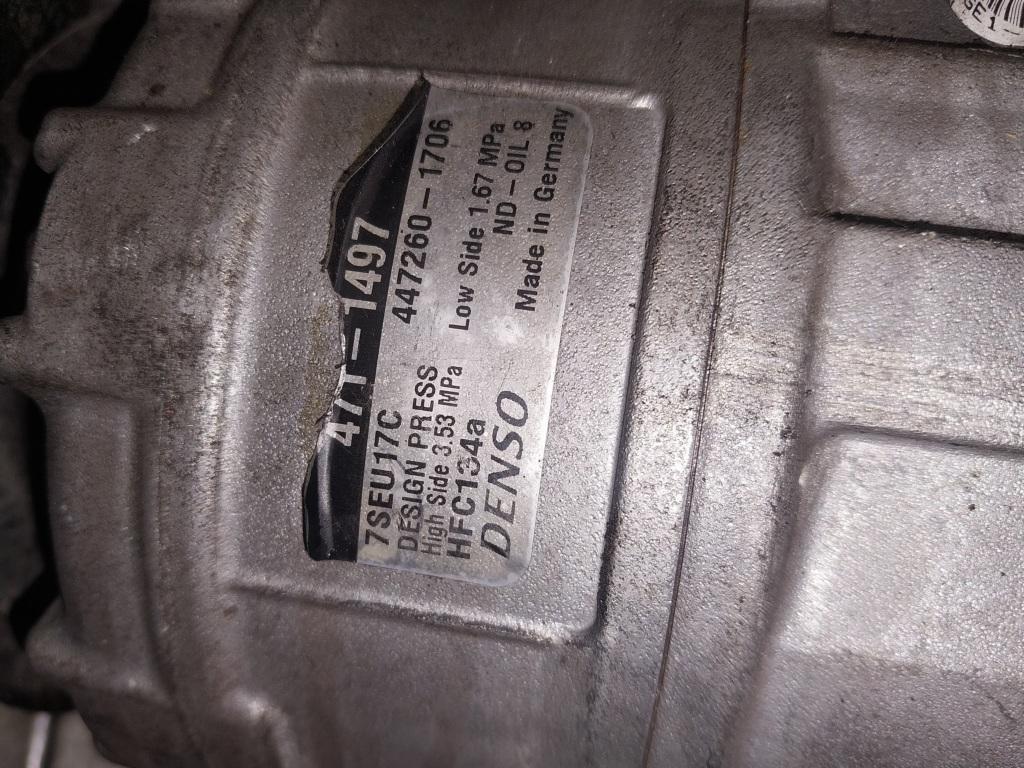 471-1497
7SEU17C 447260-1706
DESIGN PRESS
High Side 3.53 MPa Low Side 1.67 MPa
HFC134a ND-OIL 8
DENSO Made in Germany